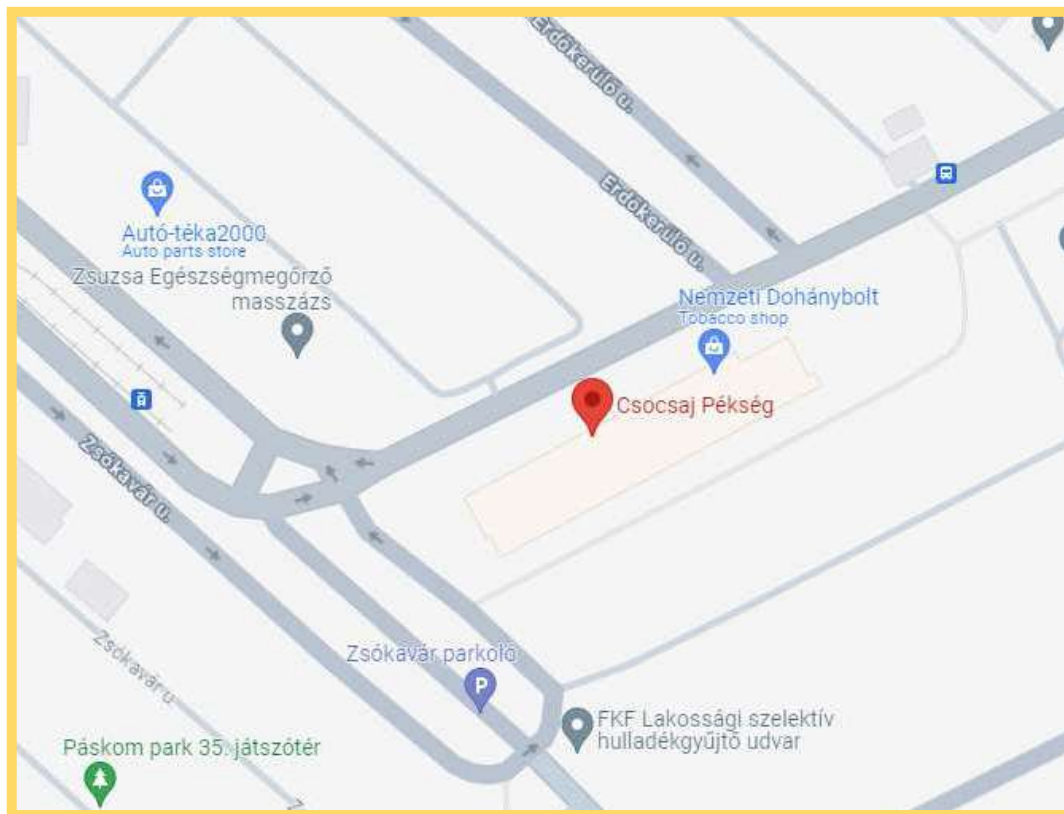 Erdőkerülő u.
Erdőkerülő u.
Autó-téka2000
Auto parts store
Zsuzsa Egészségmegőrző
masszázs
Nemzeti Dohánybolt
Tobacco shop
Csocsaj Pékség
Zsókavár u.
Zsókavár u
Zsókavár parkoló
P
FKF Lakossági szelektív
hulladékgyűjtő udvar
Páskom park 35. játszótér
Z